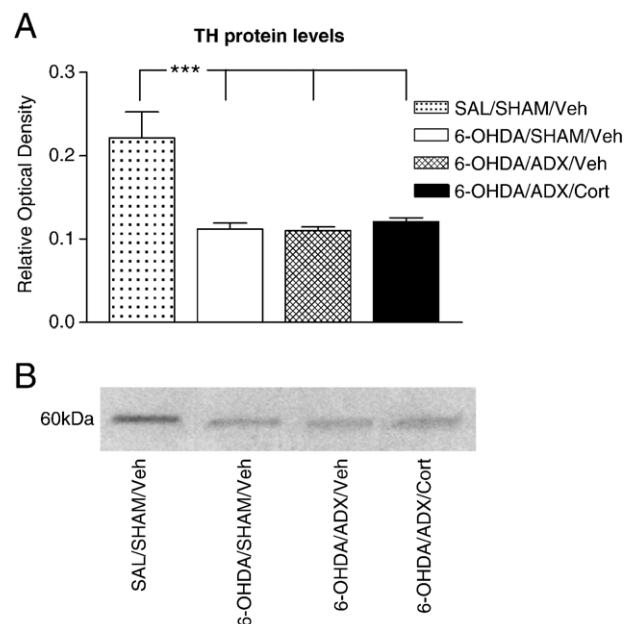 A
TH protein levels
***
0.3
0.2
0.1
0.0
Relative Optical Density
SAL/SHAM/Veh
6-OHDA/SHAM/Veh
6-OHDA/ADX/Veh
6-OHDA/ADX/Cort
B
60kDa
SAL/SHAM/Veh
6-OHDA/SHAM/Veh
6-OHDA/ADX/Veh
6-OHDA/ADX/Cort